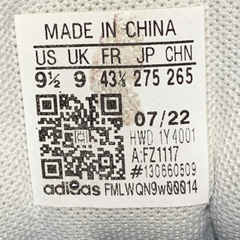 MADE IN CHINA
US UK FR JP CHN
9½ 9 43⅓ 275 265
07/22
HWD 1Y4001
A:FZ1117
#130660509
adidas FMLWQN9w00014